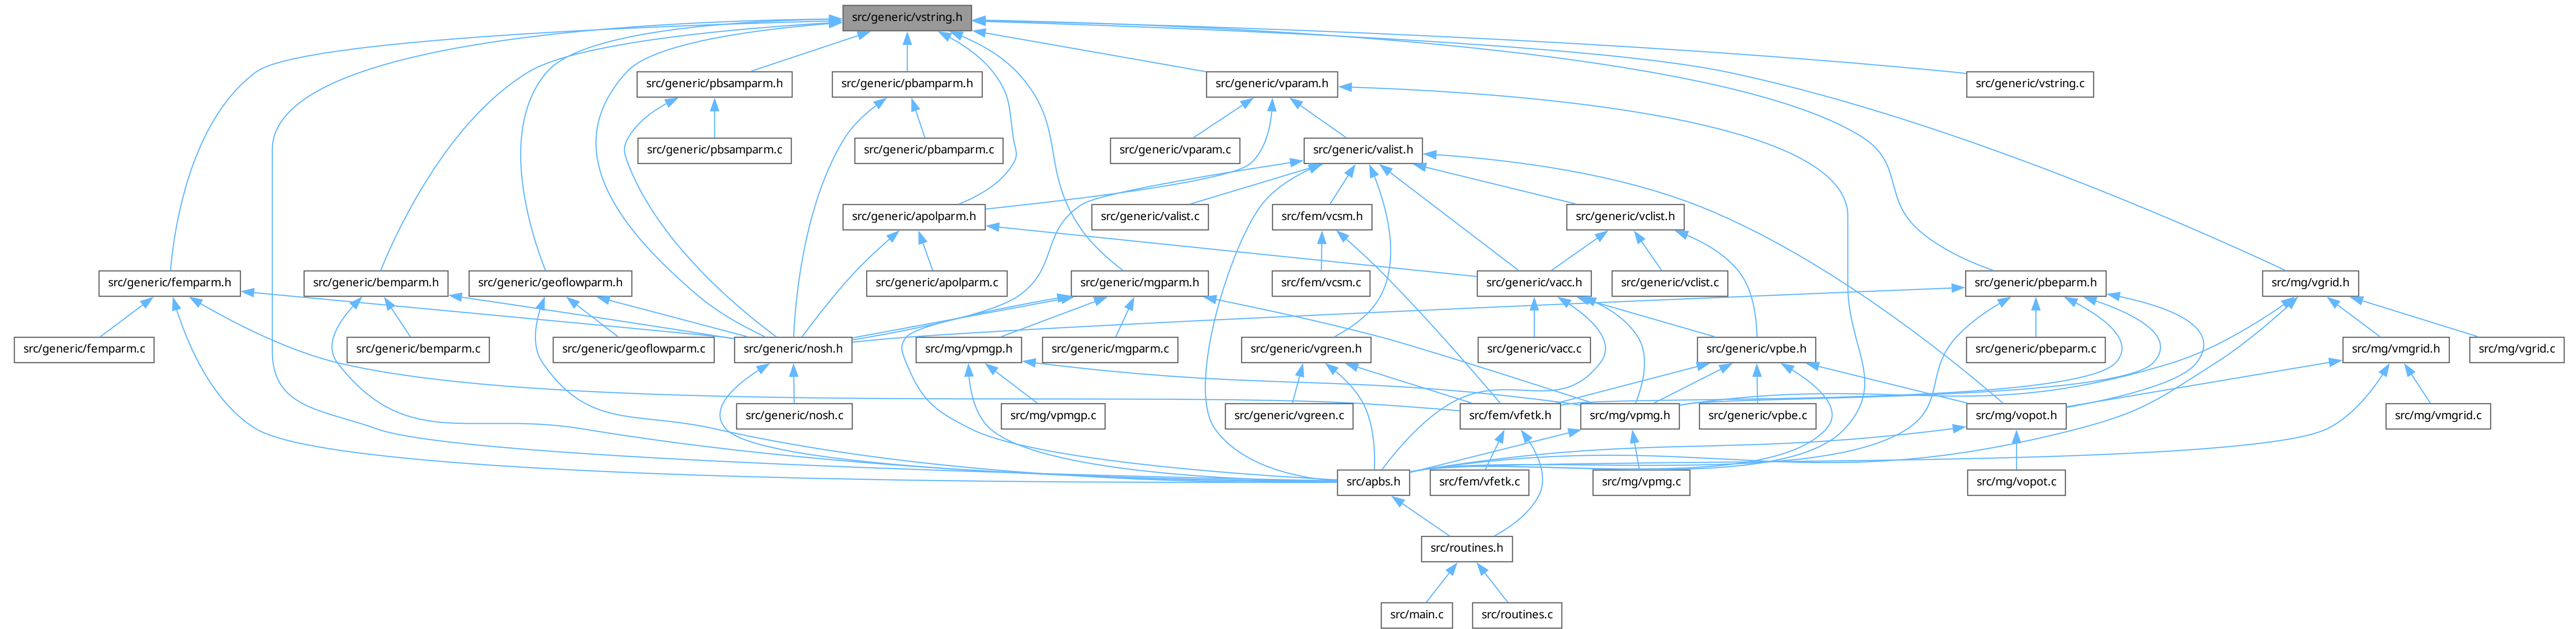 src/generic/vstring.h
src/generic/pbsamparm.h
src/generic/pbamparm.h
src/generic/vparam.h
src/generic/vstring.c
src/generic/pbsamparm.c
src/generic/pbamparm.c
src/generic/vparam.c
src/generic/valist.h
src/generic/apolparm.h
src/generic/valist.c
src/fem/vcsm.h
src/generic/vclist.h
src/generic/femparm.h
src/generic/bemparm.h
src/generic/geoflowparm.h
src/generic/apolparm.c
src/generic/mgparm.h
src/fem/vcsm.c
src/generic/vacc.h
src/generic/vclist.c
src/generic/pbeparm.h
src/mg/vgrid.h
src/generic/femparm.c
src/generic/bemparm.c
src/generic/geoflowparm.c
src/generic/nosh.h
src/mg/vpmgp.h
src/generic/mgparm.c
src/generic/vgreen.h
src/generic/vacc.c
src/generic/vpbe.h
src/generic/pbeparm.c
src/mg/vmgrid.h
src/mg/vgrid.c
src/generic/nosh.c
src/mg/vpmgp.c
src/generic/vgreen.c
src/fem/vfetk.h
src/mg/vpmg.h
src/generic/vpbe.c
src/mg/vopot.h
src/mg/vmgrid.c
src/apbs.h
src/fem/vfetk.c
src/mg/vpmg.c
src/mg/vopot.c
src/routines.h
src/main.c
src/routines.c